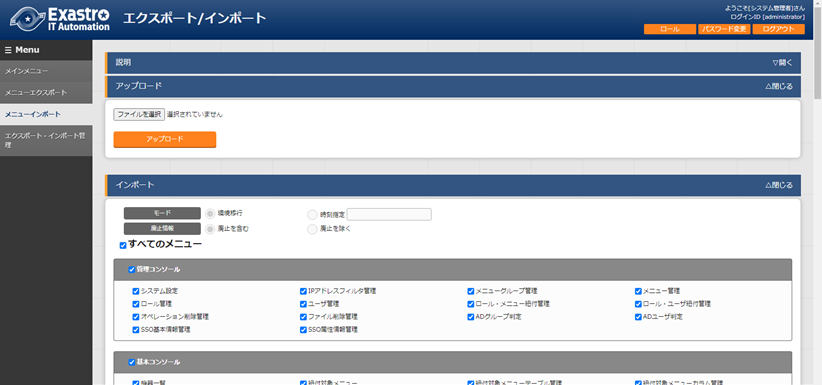 Exastro
IT Automation
エクスポート/インポート
ようこそ[システム管理者]さん
ログインID [administrator]
ロール
パスワード変更
ログアウト
Menu
メインメニュー
メニューエクスポート
メニューインポート
エクスポート・インポート管
理
説明
▽開く
アップロード
△閉じる
ファイルを選択 選択されていません
アップロード
インポート
△閉じる
モード 環境移行 時刻指定
廃止情報 廃止を含む 廃止を除く
すべてのメニュー
管理コンソール
システム設定 IPアドレスフィルタ管理 メニューグループ管理 メニュー管理
ロール管理 ユーザ管理 ロール・メニュー紐付管理 ロール・ユーザ紐付管理
オペレーション削除管理 ファイル削除管理 ADグループ判定 ADユーザ判定
SSO基本情報管理 SSO属性情報管理
基本コンソール
機器一覧 紐付対象メニュー 紐付対象メニューテーブル管理 紐付対象メニューカラム管理